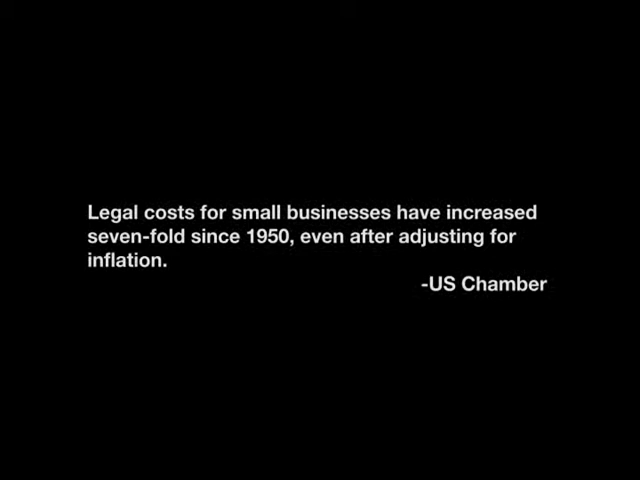 Legal costs for small businesses have increased
seven-fold since 1950, even after adjusting for
inflation.
-US Chamber